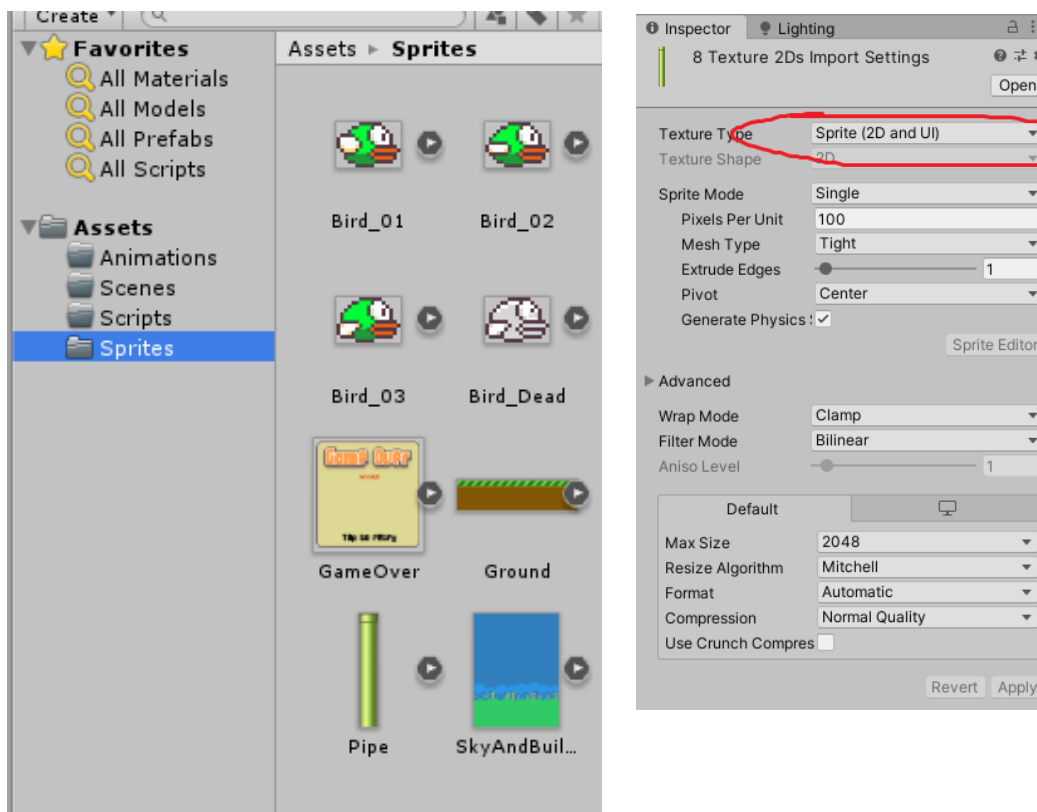 Create
Favorites
All Materials
All Models
All Prefabs
All Scripts
Assets
Animations
Scenes
Scripts
Sprites
Assets ▸ Sprites
Bird_01 Bird_02
Bird_03 Bird_Dead
Game Over
GameOver Ground
Pipe SkyAndBuil...
Inspector Lighting
8 Texture 2Ds Import Settings
Open
Texture Type Sprite (2D and UI)
Texture Shape 2D
Sprite Mode Single
Pixels Per Unit 100
Mesh Type Tight
Extrude Edges 1
Pivot Center
Generate Physics
Sprite Editor
Advanced
Wrap Mode Clamp
Filter Mode Bilinear
Aniso Level 1
Default
Max Size 2048
Resize Algorithm Mitchell
Format Automatic
Compression Normal Quality
Use Crunch Compres
Revert Apply